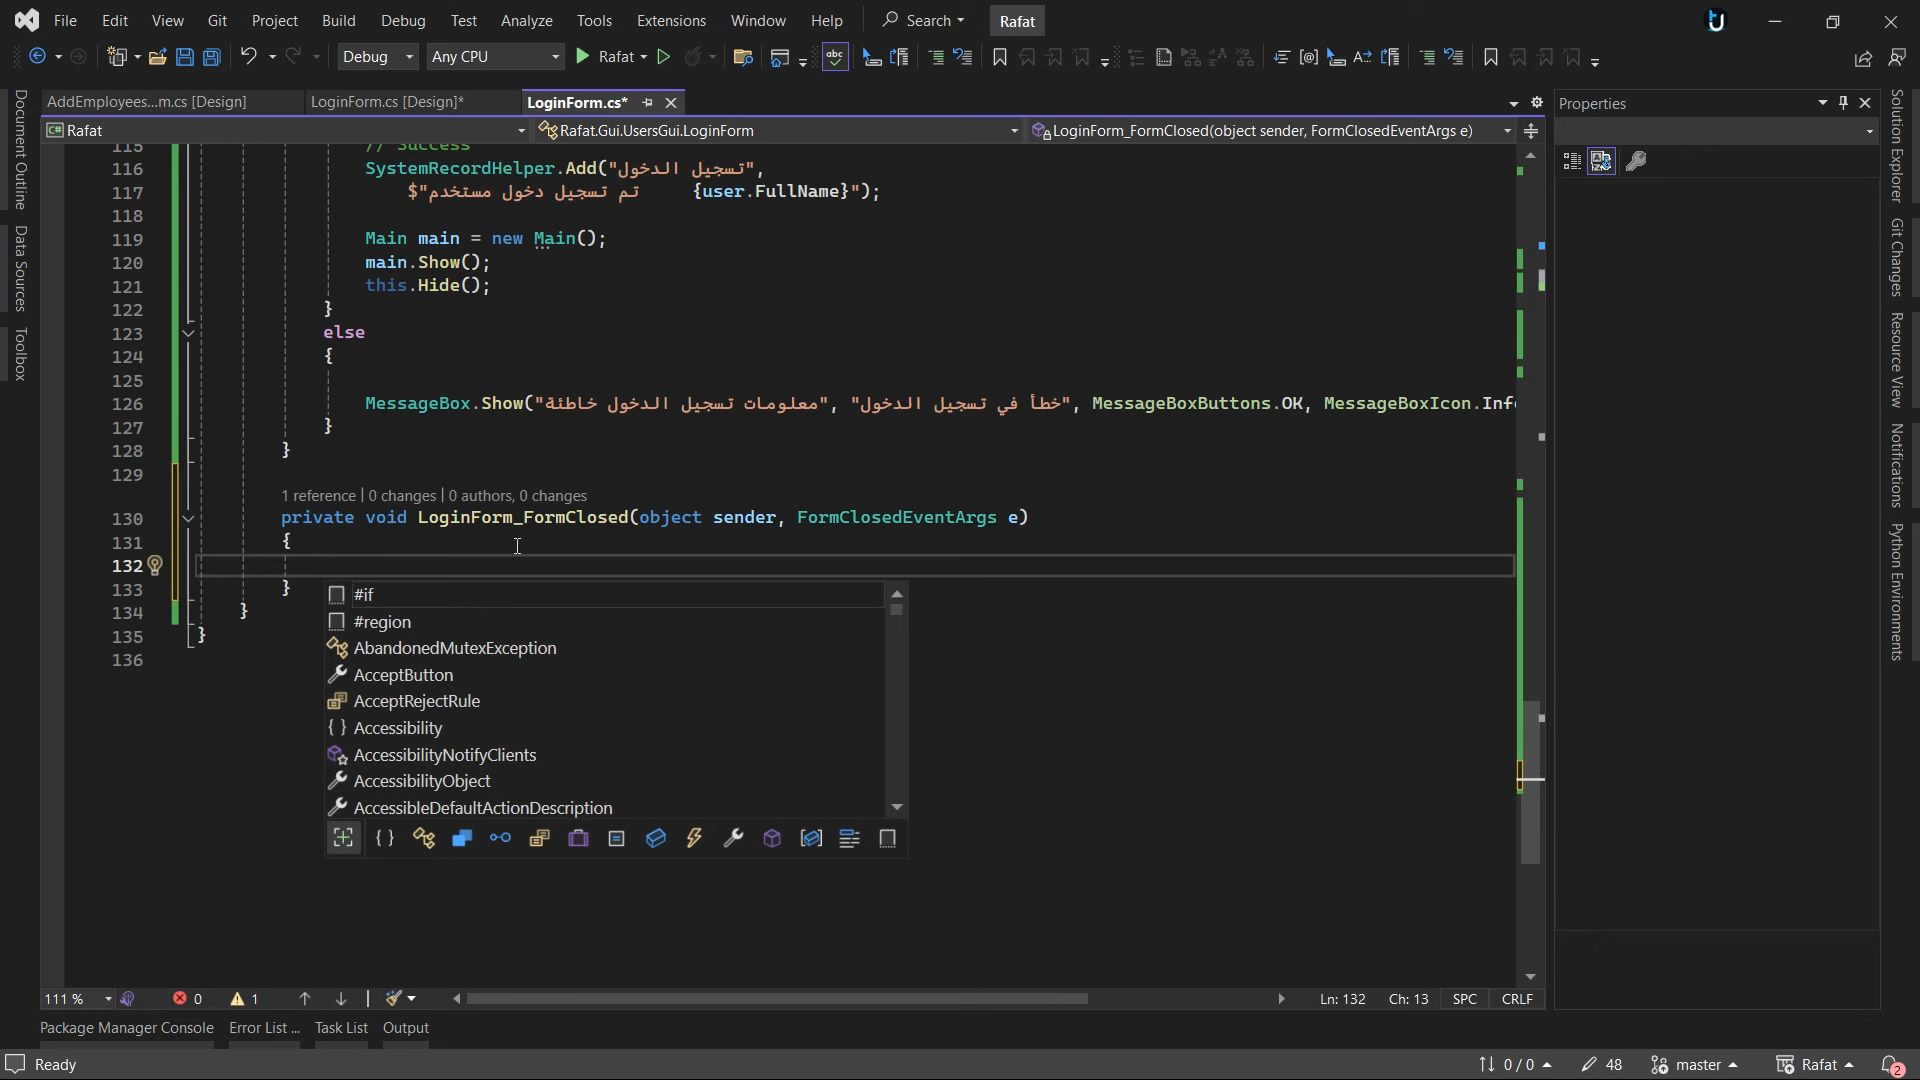 File Edit View Git Project Build Debug Test Analyze Tools Extensions Window Help Search Rafat
Debug Any CPU Rafat
AddEmployees...m.cs [Design] LoginForm.cs [Design]* LoginForm.cs*
Rafat Rafat.Gui.UsersGui.LoginForm LoginForm_FormClosed(object sender, FormClosedEventArgs e)
115 // Success
116 SystemRecordHelper.Add("تسجيل الدخول",
117 $"تم تسجيل دخول مستخدم {user.FullName}");
118
119 Main main = new Main();
120 main.Show();
121 this.Hide();
122 }
123 else
124 {
125
126 MessageBox.Show("معلومات تسجيل الدخول خاطئة", "خطأ في تسجيل الدخول", MessageBoxButtons.OK, MessageBoxIcon.Inf
127 }
128 }
129
1 reference | 0 changes | 0 authors, 0 changes
130 private void LoginForm_FormClosed(object sender, FormClosedEventArgs e)
131 {
132
133 }
134 }
135 }
136
#if
#region
AbandonedMutexException
AcceptButton
AcceptRejectRule
Accessibility
AccessibilityNotifyClients
AccessibilityObject
AccessibleDefaultActionDescription
111 % 0 1 Ln: 132 Ch: 13 SPC CRLF
Package Manager Console Error List ... Task List Output
Ready 0 / 0 48 master Rafat 2
Document Outline
Data Sources
Toolbox
Properties
Solution Explorer
Git Changes
Resource View
Notifications
Python Environments